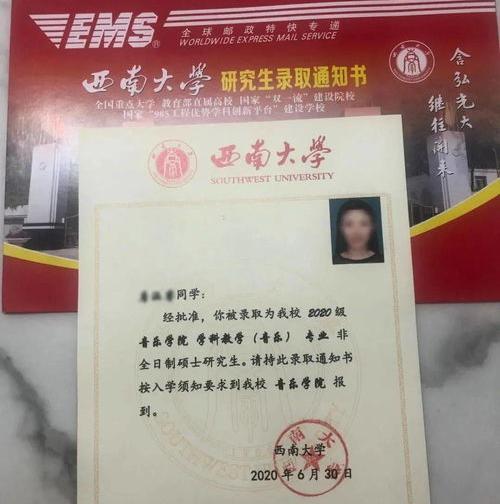 EMS
全球邮政特快专递
WORLDWIDE EXPRESS MAIL SERVICE
西南大学 研究生录取通知书
全国重点大学 教育部直属高校 国家“双一流”建设院校
国家“985工程优势学科创新平台”建设学校
含弘光大
继往开来
西南大学
SOUTHWEST UNIVERSITY
同学:
经批准,你被录取为我校 2020 级
音乐学院 学科教学(音乐) 专业 非
全日制硕士研究生。请持此录取通知书
按入学须知要求到我校 音乐学院 报
到。
西南大学
2020 年 6 月 30 日